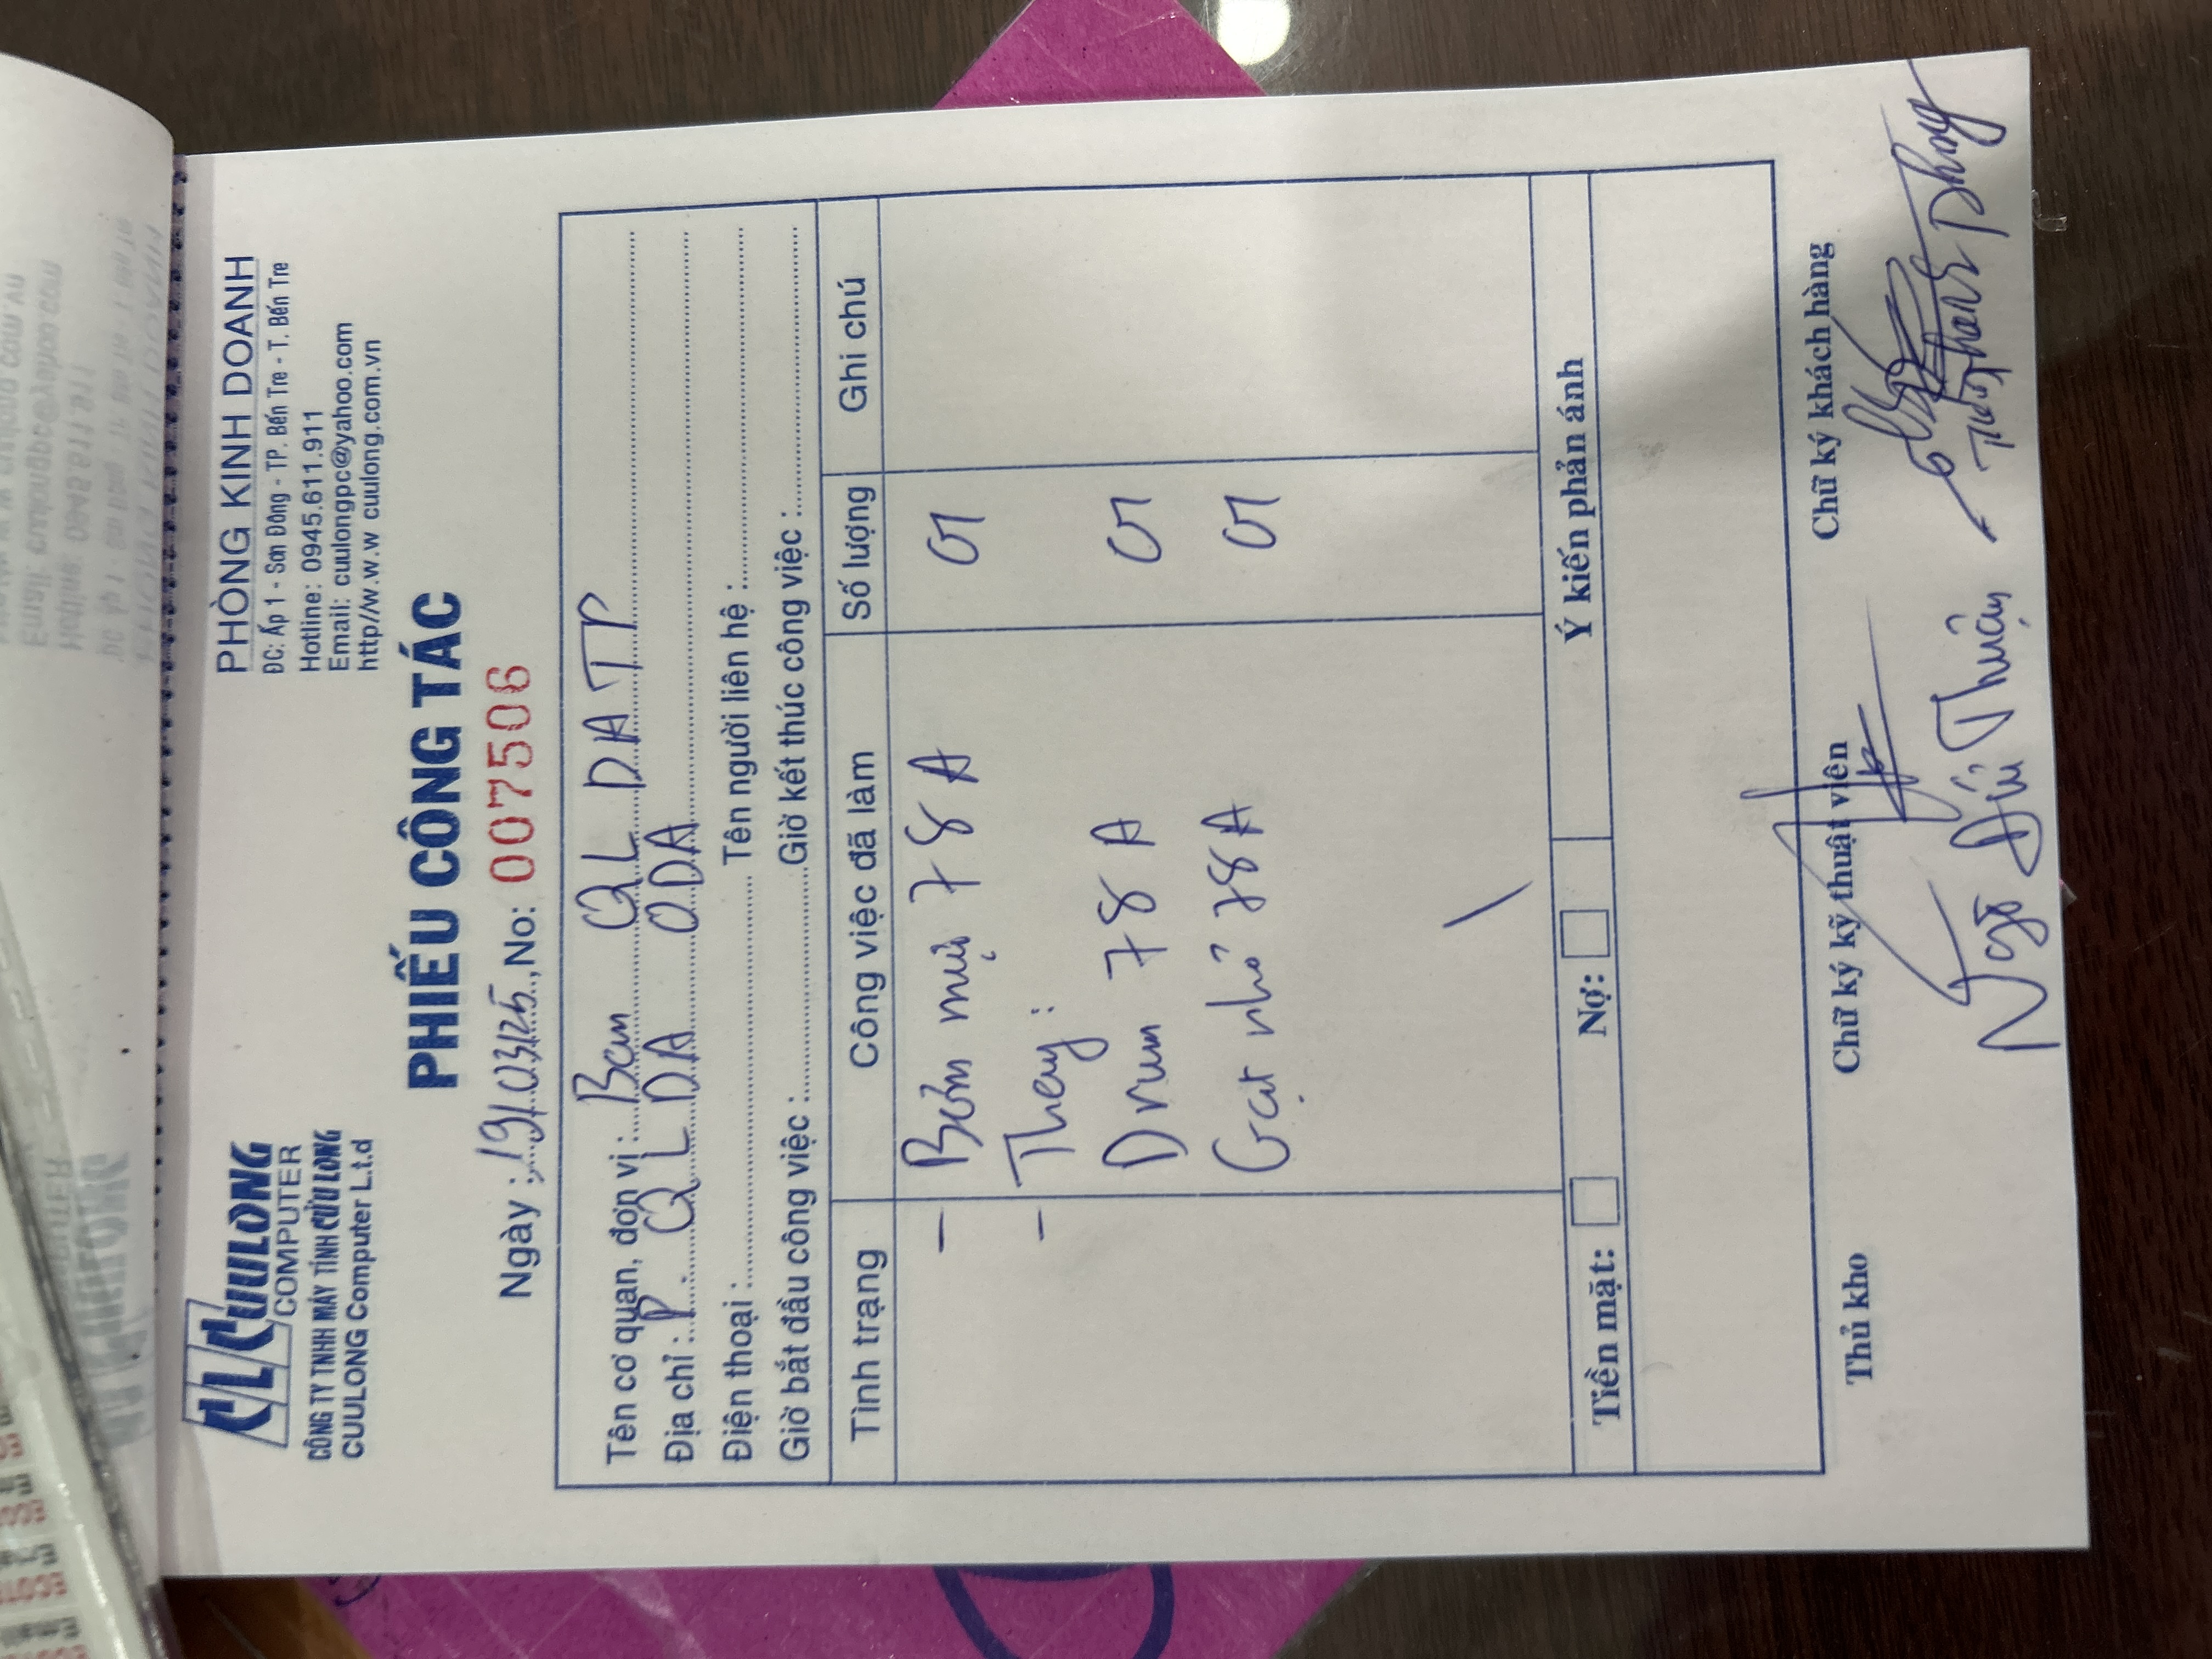 CUULONG
COMPUTER
CÔNG TY TNHH MÁY TÍNH CỬU LONG
CUULONG Computer L.t.d
PHÒNG KINH DOANH
ĐC: Ấp 1 - Sơn Đông - TP. Bến Tre - T. Bến Tre
Hotline: 0945.611.911
Email: cuulongpc@yahoo.com
http//w.w.w cuulong.com.vn
PHIẾU CÔNG TÁC
Ngày: 19/03/25, No: 007506
Tên cơ quan, đơn vị: Ban QL DA TP
Địa chỉ: P. QLDA ODA
Điện thoại: Tên người liên hệ:
Giờ bắt đầu công việc: Giờ kết thúc công việc:
Tình trạng Công việc đã làm Số lượng Ghi chú
- Bơm mực 78A 01
- Thay:
Drum 78A 01
Gạt nhỏ 78A 01
Tiền mặt: Nợ: Ý kiến phản ánh
Thủ kho Chữ ký kỹ thuật viên Chữ ký khách hàng
Ngô Đức Thuận Thanh Phong